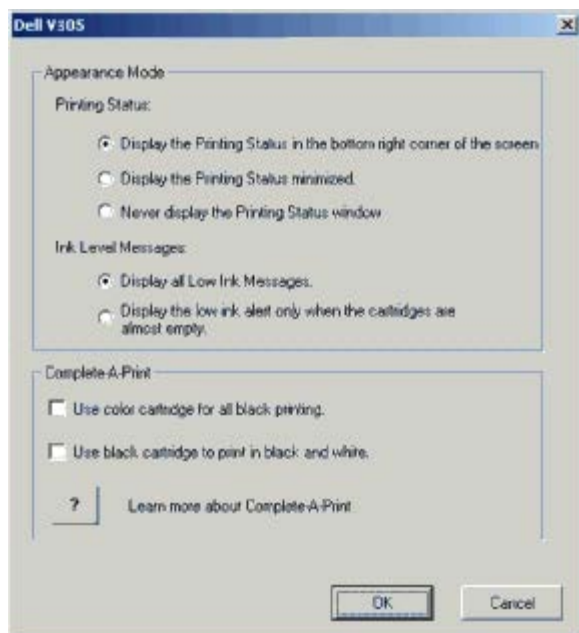 Dell V305
Appearance Mode
Printing Status:
Display the Printing Status in the bottom right corner of the screen
Display the Printing Status minimized.
Never display the Printing Status window
Ink Level Messages:
Display all Low Ink Messages.
Display the low ink alert only when the cartridges are
almost empty.
Complete-A-Print
Use color cartridge for all black printing.
Use black cartridge to print in black and white.
?
Learn more about Complete-A-Print
OK
Cancel